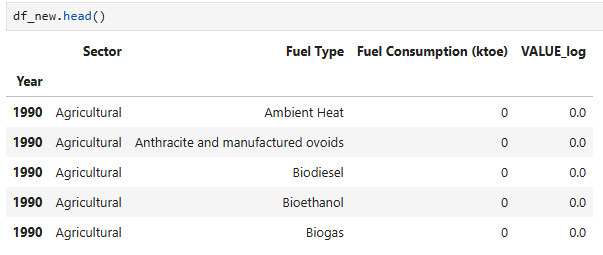 df_new.head()
Sector Fuel Type Fuel Consumption (ktoe) VALUE_log
Year
1990 Agricultural Ambient Heat 0 0.0
1990 Agricultural Anthracite and manufactured ovoids 0 0.0
1990 Agricultural Biodiesel 0 0.0
1990 Agricultural Bioethanol 0 0.0
1990 Agricultural Biogas 0 0.0